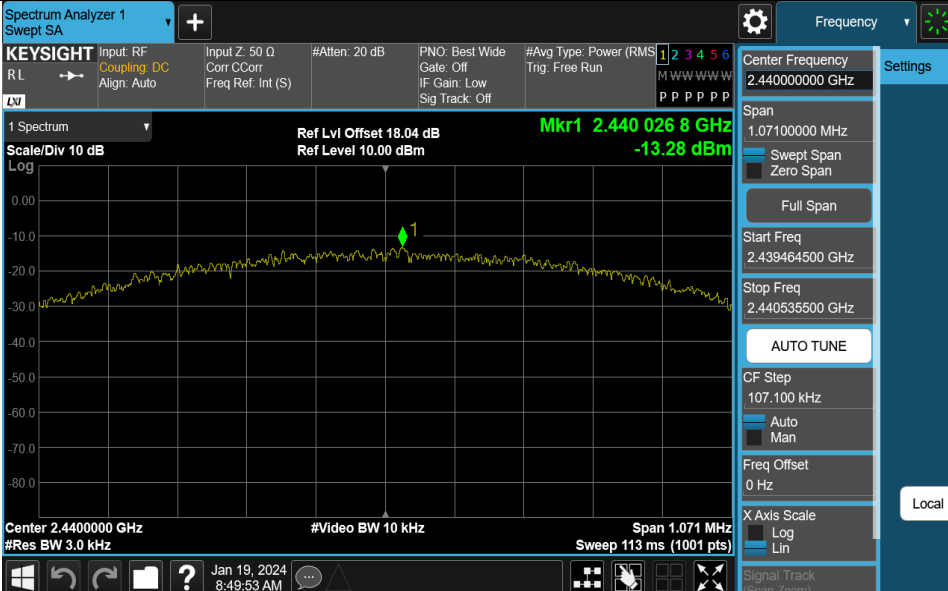 Spectrum Analyzer 1
Swept SA
Frequency
KEYSIGHT
RL
LXI
Input: RF
Coupling: DC
Align: Auto
Input Z: 50 Ω
Corr CCorr
Freq Ref: Int (S)
#Atten: 20 dB
PNO: Best Wide
Gate: Off
IF Gain: Low
Sig Track: Off
#Avg Type: Power (RMS
Trig: Free Run
1 2 3 4 5 6
M W W W W W
P P P P P P
1 Spectrum
Scale/Div 10 dB
Log
Ref Lvl Offset 18.04 dB
Ref Level 10.00 dBm
Mkr1 2.440 026 8 GHz
-13.28 dBm
1
0.00
-10.0
-20.0
-30.0
-40.0
-50.0
-60.0
-70.0
-80.0
Center 2.4400000 GHz
#Video BW 10 kHz
Span 1.071 MHz
#Res BW 3.0 kHz
Sweep 113 ms (1001 pts)
Jan 19, 2024
8:49:53 AM
Center Frequency
2.440000000 GHz
Span
1.07100000 MHz
Swept Span
Zero Span
Full Span
Start Freq
2.439464500 GHz
Stop Freq
2.440535500 GHz
AUTO TUNE
CF Step
107.100 kHz
Auto
Man
Freq Offset
0 Hz
X Axis Scale
Log
Lin
Signal Track
(Span Zoom)
Settings
Local